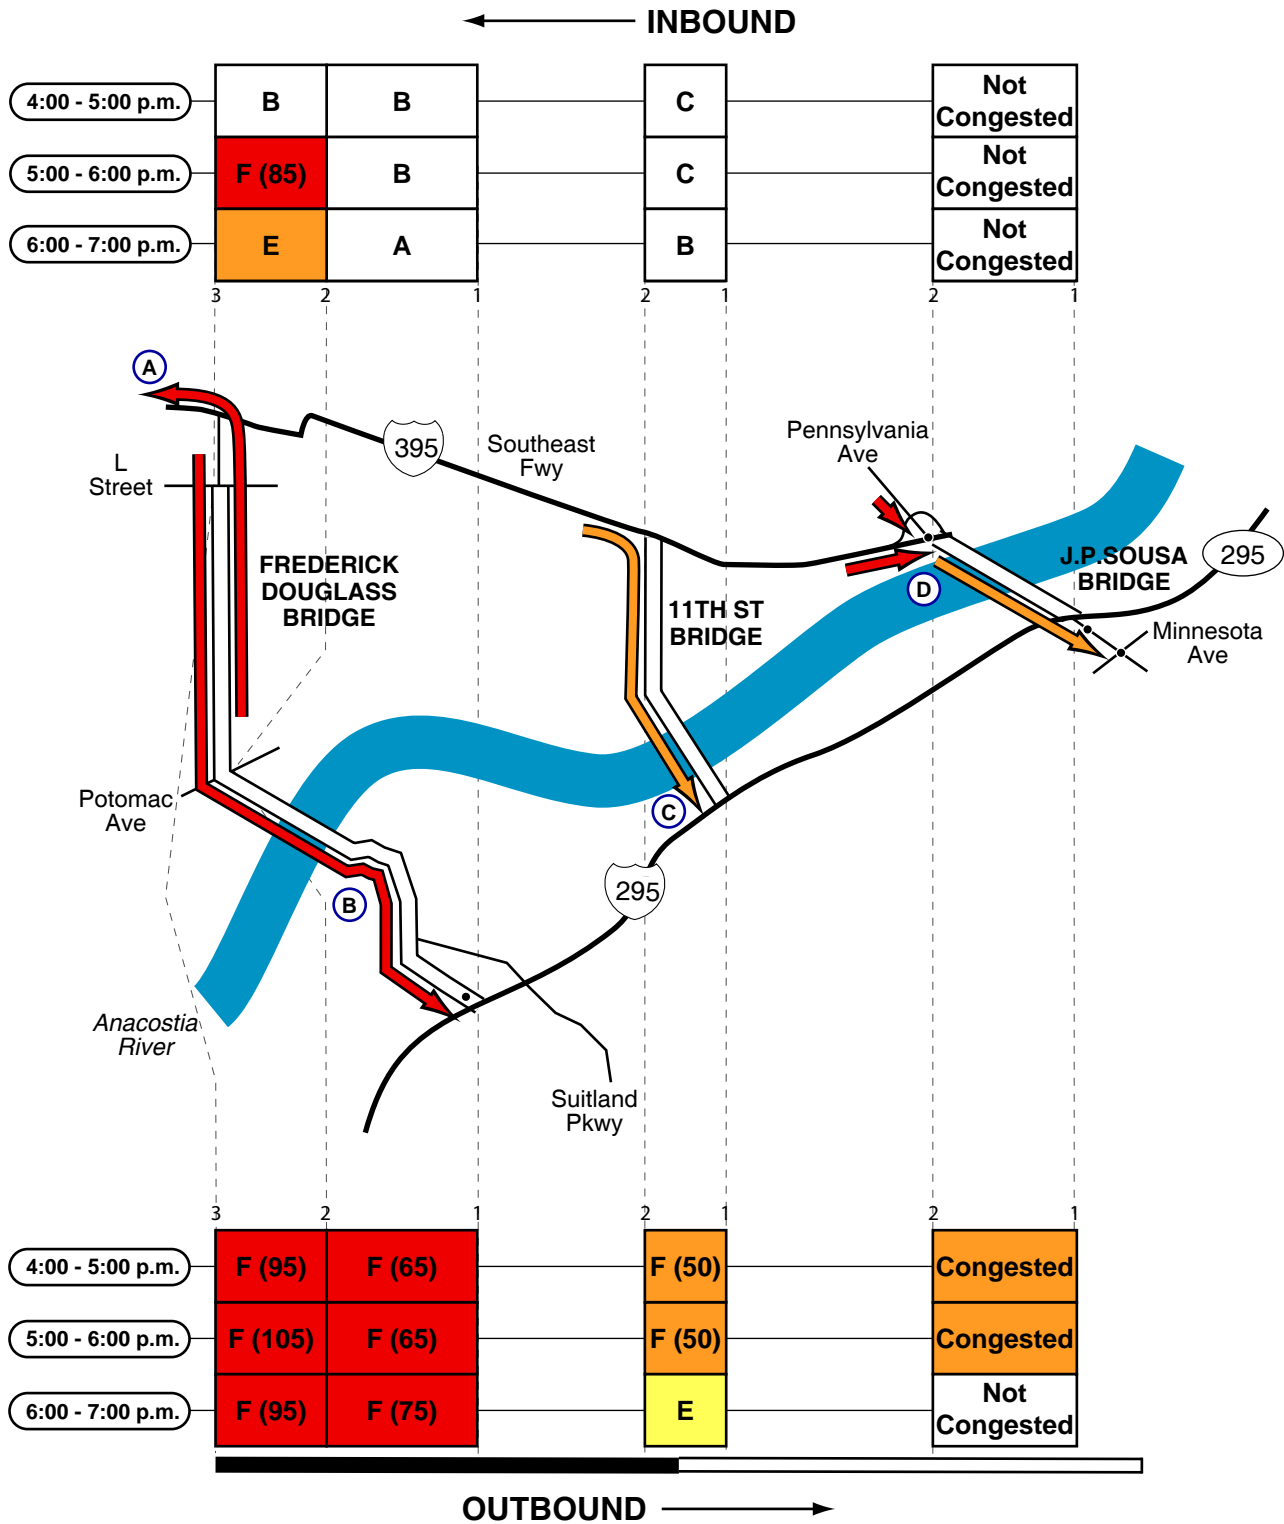 INBOUND
4:00 - 5:00 p.m.
B
B
C
Not
Congested
5:00 - 6:00 p.m.
F (85)
B
C
Not
Congested
6:00 - 7:00 p.m.
E
A
B
Not
Congested
3
2
1
2
1
2
1
A
395
Southeast
Fwy
Pennsylvania
Ave
L
Street
FREDERICK
DOUGLASS
BRIDGE
11TH ST
BRIDGE
D
J.P.SOUSA
BRIDGE
295
Minnesota
Ave
Potomac
Ave
C
B
295
Anacostia
River
Suitland
Pkwy
3
2
1
2
1
2
1
4:00 - 5:00 p.m.
F (95)
F (65)
F (50)
Congested
5:00 - 6:00 p.m.
F (105)
F (65)
F (50)
Congested
6:00 - 7:00 p.m.
F (95)
F (75)
E
Not
Congested
OUTBOUND